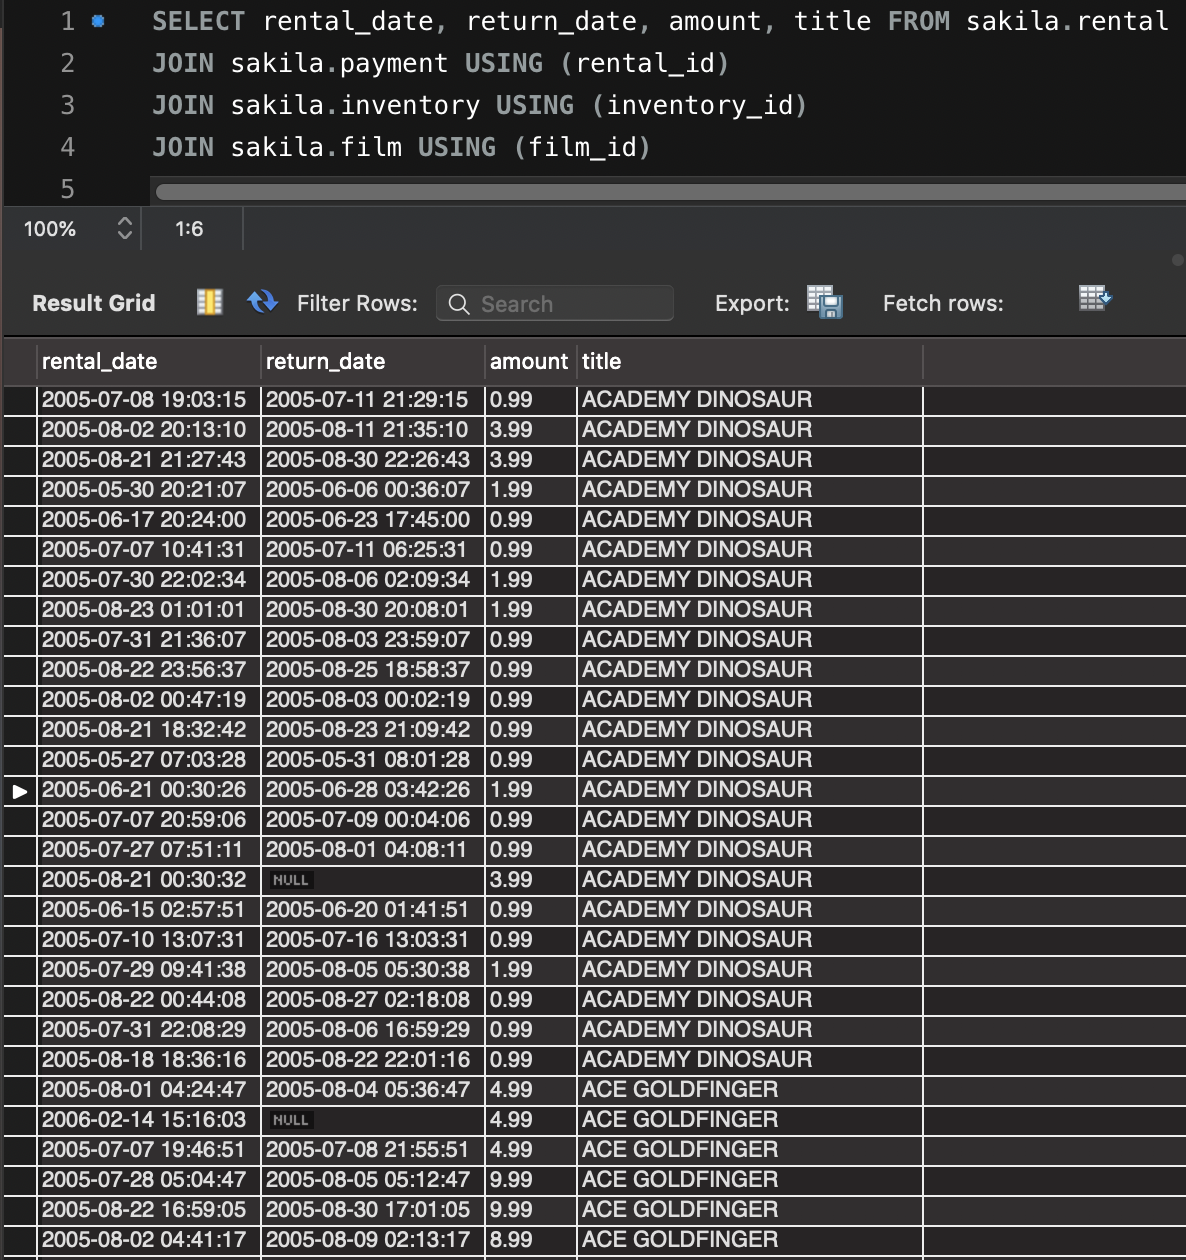 1 SELECT rental_date, return_date, amount, title FROM sakila.rental
2 JOIN sakila.payment USING (rental_id)
3 JOIN sakila.inventory USING (inventory_id)
4 JOIN sakila.film USING (film_id)
5
100% 1:6
Result Grid Filter Rows: Search Export: Fetch rows:
rental_date return_date amount title
2005-07-08 19:03:15 2005-07-11 21:29:15 0.99 ACADEMY DINOSAUR
2005-08-02 20:13:10 2005-08-11 21:35:10 3.99 ACADEMY DINOSAUR
2005-08-21 21:27:43 2005-08-30 22:26:43 3.99 ACADEMY DINOSAUR
2005-05-30 20:21:07 2005-06-06 00:36:07 1.99 ACADEMY DINOSAUR
2005-06-17 20:24:00 2005-06-23 17:45:00 0.99 ACADEMY DINOSAUR
2005-07-07 10:41:31 2005-07-11 06:25:31 0.99 ACADEMY DINOSAUR
2005-07-30 22:02:34 2005-08-06 02:09:34 1.99 ACADEMY DINOSAUR
2005-08-23 01:01:01 2005-08-30 20:08:01 1.99 ACADEMY DINOSAUR
2005-07-31 21:36:07 2005-08-03 23:59:07 0.99 ACADEMY DINOSAUR
2005-08-22 23:56:37 2005-08-25 18:58:37 0.99 ACADEMY DINOSAUR
2005-08-02 00:47:19 2005-08-03 00:02:19 0.99 ACADEMY DINOSAUR
2005-08-21 18:32:42 2005-08-23 21:09:42 0.99 ACADEMY DINOSAUR
2005-05-27 07:03:28 2005-05-31 08:01:28 0.99 ACADEMY DINOSAUR
2005-06-21 00:30:26 2005-06-28 03:42:26 1.99 ACADEMY DINOSAUR
2005-07-07 20:59:06 2005-07-09 00:04:06 0.99 ACADEMY DINOSAUR
2005-07-27 07:51:11 2005-08-01 04:08:11 0.99 ACADEMY DINOSAUR
2005-08-21 00:30:32 NULL 3.99 ACADEMY DINOSAUR
2005-06-15 02:57:51 2005-06-20 01:41:51 0.99 ACADEMY DINOSAUR
2005-07-10 13:07:31 2005-07-16 13:03:31 0.99 ACADEMY DINOSAUR
2005-07-29 09:41:38 2005-08-05 05:30:38 1.99 ACADEMY DINOSAUR
2005-08-22 00:44:08 2005-08-27 02:18:08 0.99 ACADEMY DINOSAUR
2005-07-31 22:08:29 2005-08-06 16:59:29 0.99 ACADEMY DINOSAUR
2005-08-18 18:36:16 2005-08-22 22:01:16 0.99 ACADEMY DINOSAUR
2005-08-01 04:24:47 2005-08-04 05:36:47 4.99 ACE GOLDFINGER
2006-02-14 15:16:03 NULL 4.99 ACE GOLDFINGER
2005-07-07 19:46:51 2005-07-08 21:55:51 4.99 ACE GOLDFINGER
2005-07-28 05:04:47 2005-08-05 05:12:47 9.99 ACE GOLDFINGER
2005-08-22 16:59:05 2005-08-30 17:01:05 9.99 ACE GOLDFINGER
2005-08-02 04:41:17 2005-08-09 02:13:17 8.99 ACE GOLDFINGER